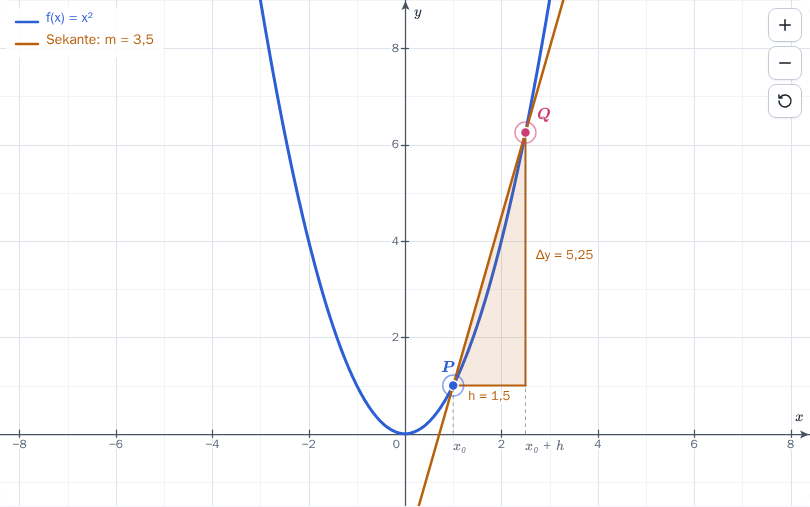 f(x) = x²
Sekante: m = 3,5
y
+
−
8
6
Q
4
Δy = 5,25
2
P
h = 1,5
x
−8 −6 −4 −2 0 2 4 6 8
x₀ x₀ + h